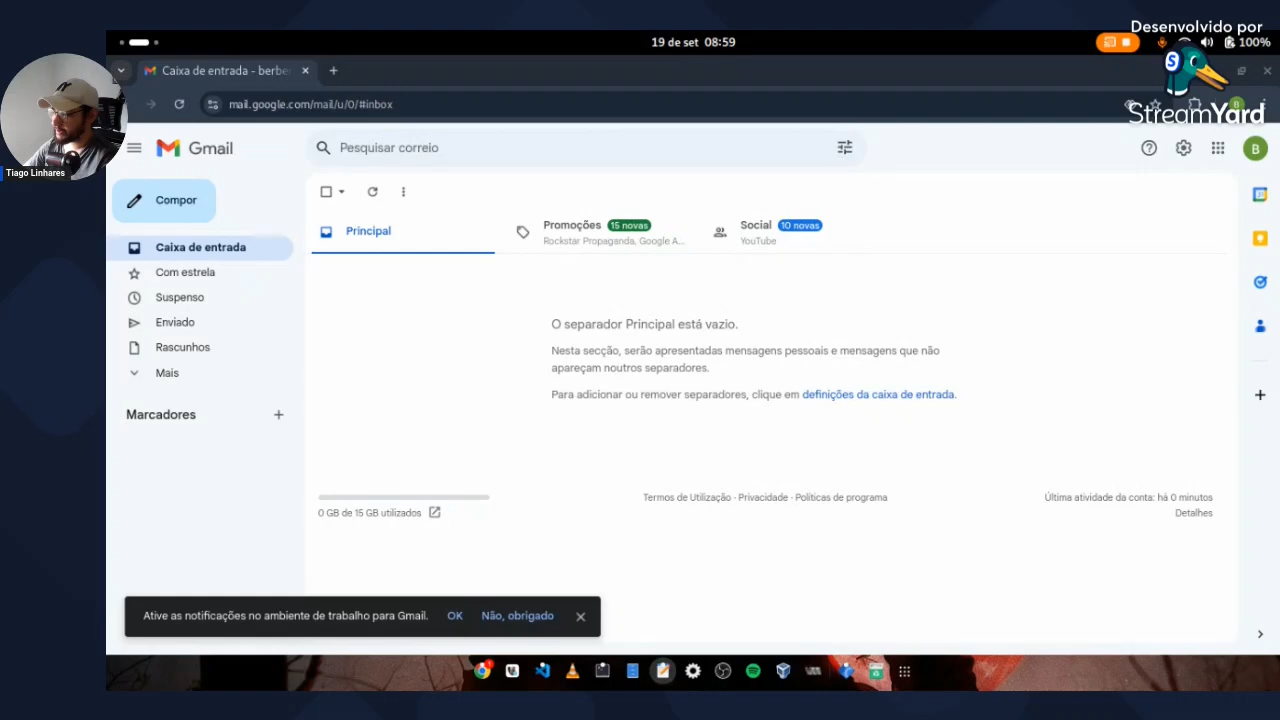 Desenvolvido por
StreamYard
19 de set 08:59
100%
Caixa de entrada - berbe
mail.google.com/mail/u/0/#inbox
Tiago Linhares
Gmail
Pesquisar correio
B
Compor
Caixa de entrada
Com estrela
Suspenso
Enviado
Rascunhos
Mais
Marcadores
Principal
Promoções 15 novas
Rockstar Propaganda, Google A...
Social 10 novas
YouTube
O separador Principal está vazio.
Nesta secção, serão apresentadas mensagens pessoais e mensagens que não
apareçam noutros separadores.
Para adicionar ou remover separadores, clique em definições da caixa de entrada.
0 GB de 15 GB utilizados
Termos de Utilização · Privacidade · Políticas de programa
Última atividade da conta: há 0 minutos
Detalhes
Ative as notificações no ambiente de trabalho para Gmail. OK Não, obrigado